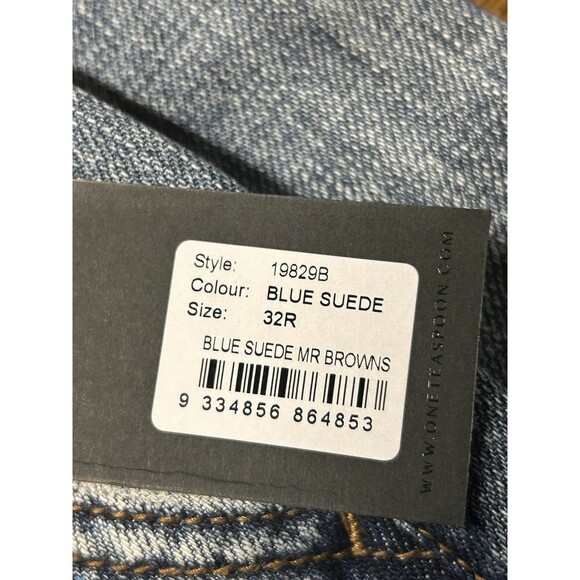 Style: 19829B
Colour: BLUE SUEDE
Size: 32R
BLUE SUEDE MR BROWNS
9 334856 864853
WWW.ONETEASPOON.COM